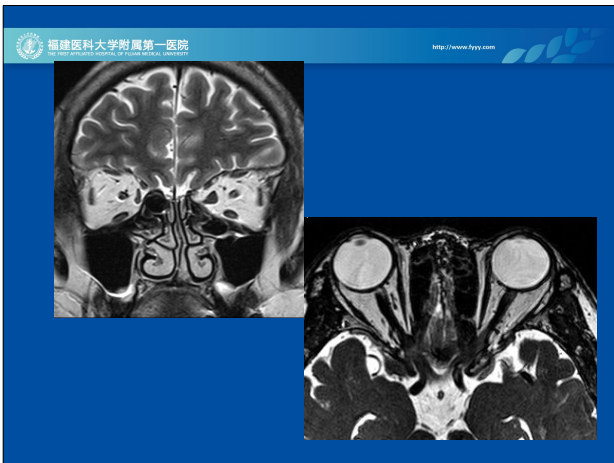 福建医科大学附属第一医院
THE FIRST AFFILIATED HOSPITAL OF FUJIAN MEDICAL UNIVERSITY
http://www.fyyy.com